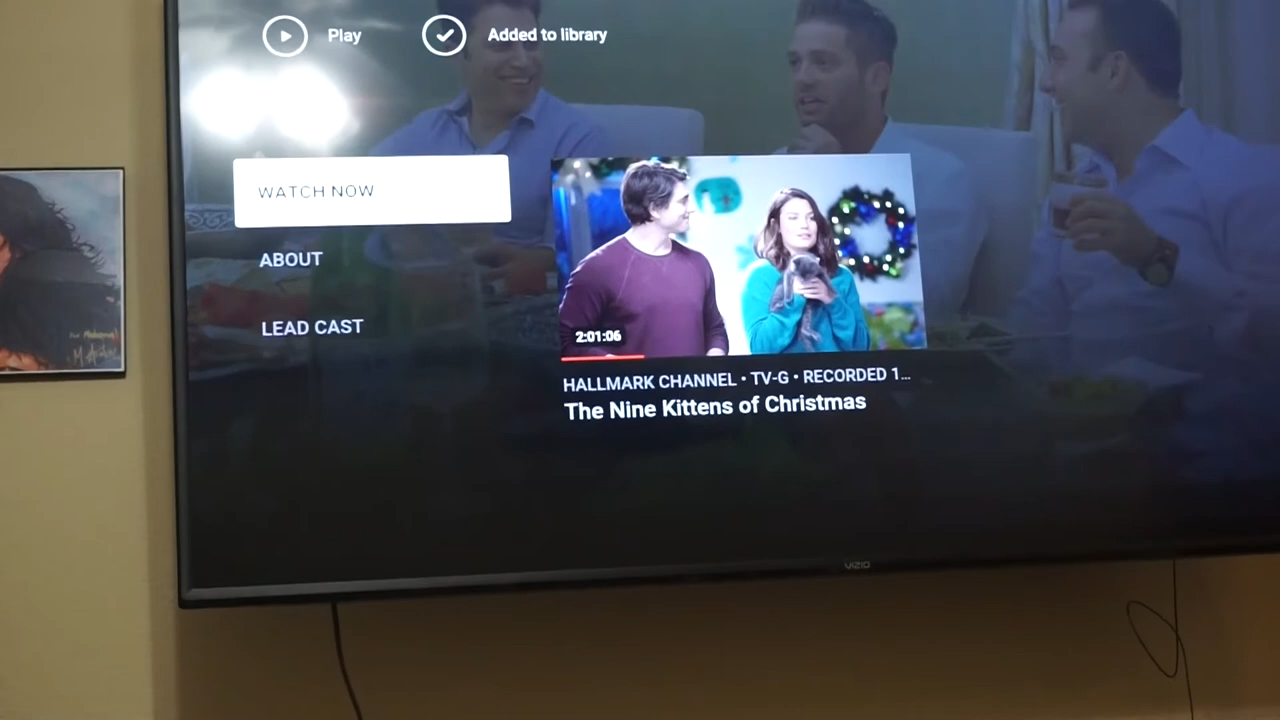 Play
Added to library
WATCH NOW
ABOUT
LEAD CAST
2:01:06
HALLMARK CHANNEL • TV-G • RECORDED 1...
The Nine Kittens of Christmas
VIZIO